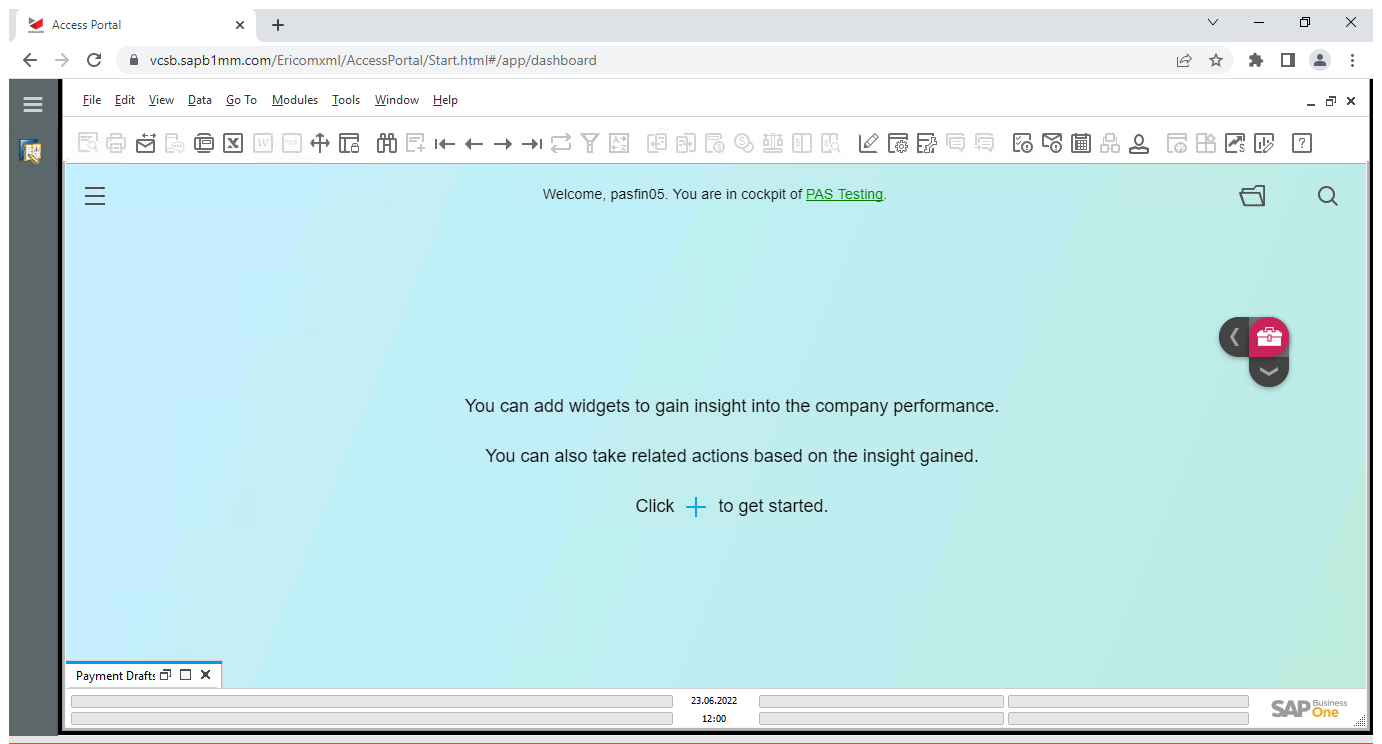 Access Portal
vcsb.sapb1mm.com/Ericomxml/AccessPortal/Start.html#/app/dashboard
File Edit View Data Go To Modules Tools Window Help
Welcome, pasfin05. You are in cockpit of PAS Testing.
You can add widgets to gain insight into the company performance.
You can also take related actions based on the insight gained.
Click + to get started.
Payment Drafts
23.06.2022
12:00
SAP Business One